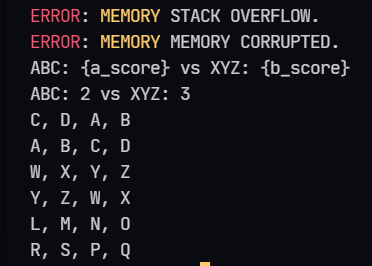 ERROR: MEMORY STACK OVERFLOW.
ERROR: MEMORY MEMORY CORRUPTED.
ABC: {a_score} vs XYZ: {b_score}
ABC: 2 vs XYZ: 3
C, D, A, B
A, B, C, D
W, X, Y, Z
Y, Z, W, X
L, M, N, O
R, S, P, Q